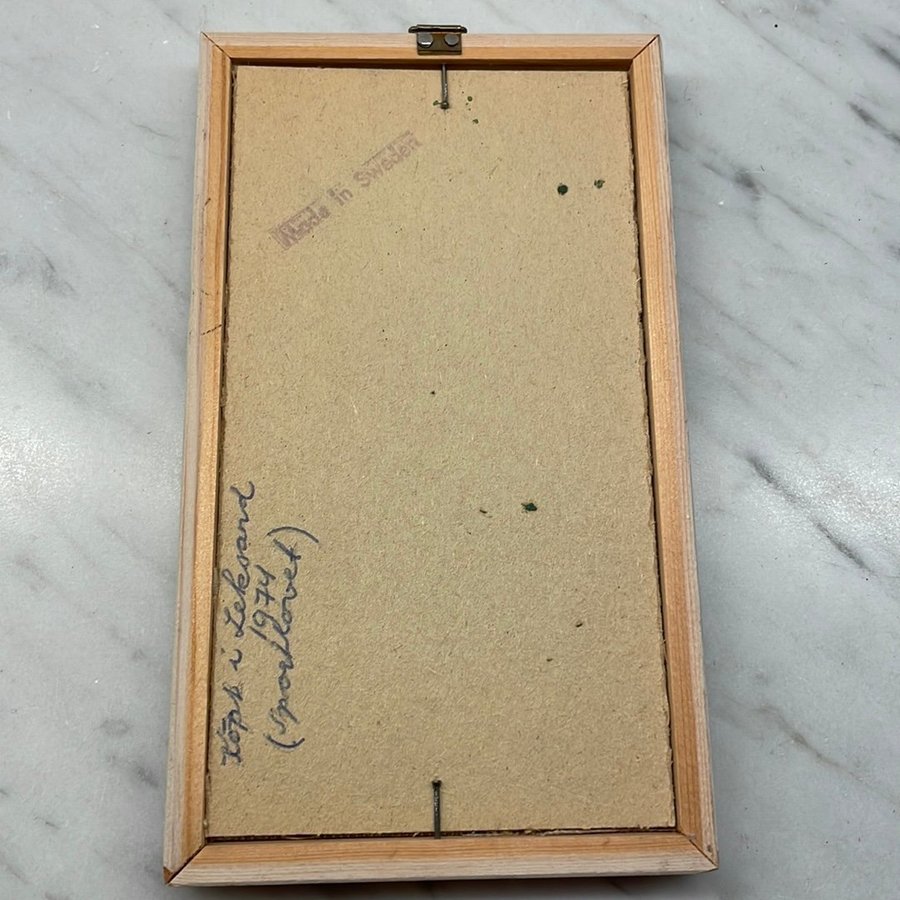 Made in Sweden
Köpt i Leksand
1974
(Sportlovet)